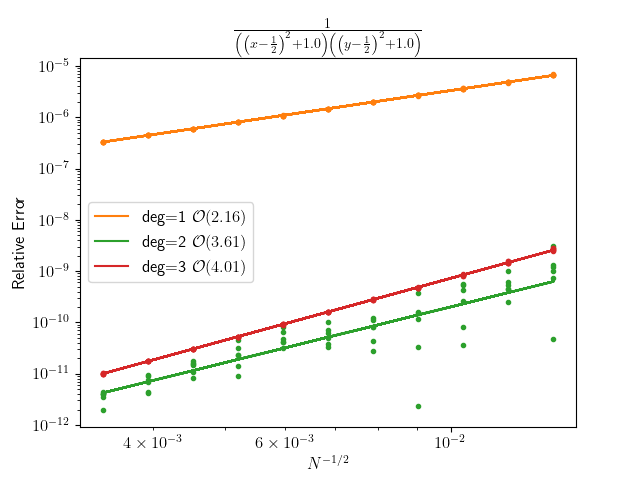 1
((x−1/2)²+1.0)((y−1/2)²+1.0)
10⁻⁵
10⁻⁶
10⁻⁷
10⁻⁸
10⁻⁹
10⁻¹⁰
10⁻¹¹
10⁻¹²
Relative Error
deg=1 𝒪(2.16)
deg=2 𝒪(3.61)
deg=3 𝒪(4.01)
4 × 10⁻³ 6 × 10⁻³ 10⁻²
N⁻¹/²